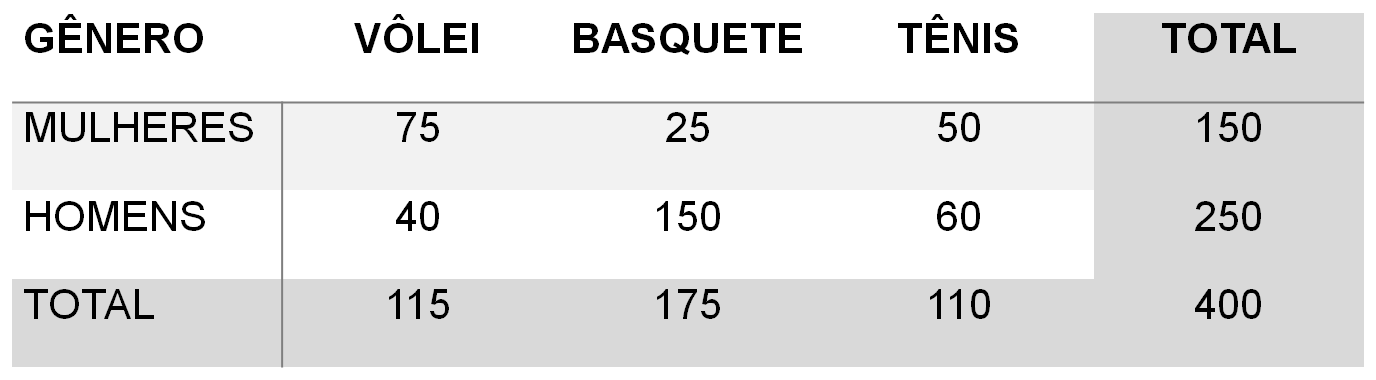 GÊNERO VÔLEI BASQUETE TÊNIS TOTAL
MULHERES 75 25 50 150
HOMENS 40 150 60 250
TOTAL 115 175 110 400